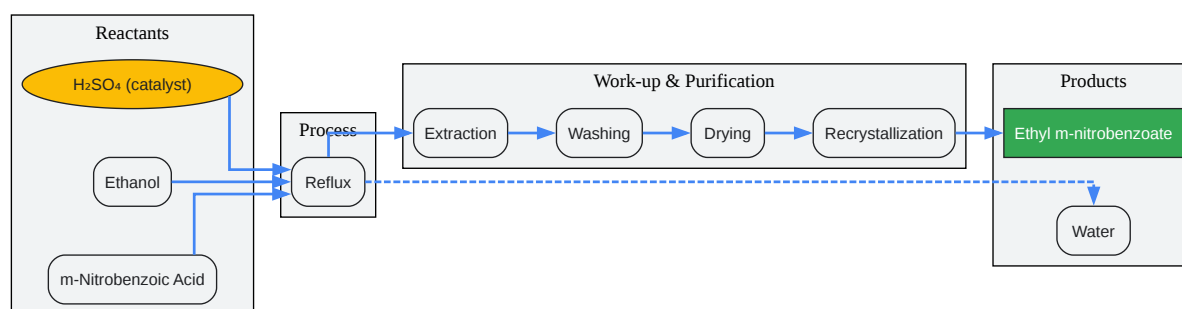 Reactants
H₂SO₄ (catalyst)
Ethanol
m-Nitrobenzoic Acid
Process
Reflux
Work-up & Purification
Extraction
Washing
Drying
Recrystallization
Products
Ethyl m-nitrobenzoate
Water